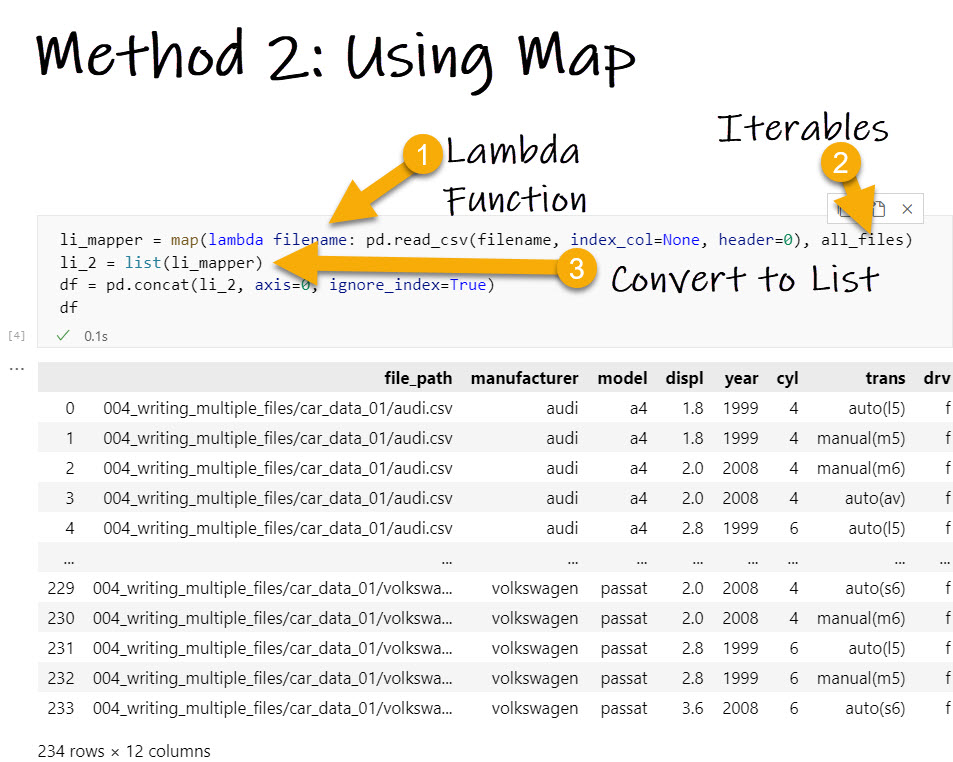 Method 2: Using Map
Iterables
1 Lambda
2
Function
li_mapper = map(lambda filename: pd.read_csv(filename, index_col=None, header=0), all_files)
li_2 = list(li_mapper)
3 Convert to List
df = pd.concat(li_2, axis=0, ignore_index=True)
df
[4] 0.1s
...
file_path manufacturer model displ year cyl trans drv
0 004_writing_multiple_files/car_data_01/audi.csv audi a4 1.8 1999 4 auto(l5) f
1 004_writing_multiple_files/car_data_01/audi.csv audi a4 1.8 1999 4 manual(m5) f
2 004_writing_multiple_files/car_data_01/audi.csv audi a4 2.0 2008 4 manual(m6) f
3 004_writing_multiple_files/car_data_01/audi.csv audi a4 2.0 2008 4 auto(av) f
4 004_writing_multiple_files/car_data_01/audi.csv audi a4 2.8 1999 6 auto(l5) f
... ... ... ... ... ... ... ... ...
229 004_writing_multiple_files/car_data_01/volkswa... volkswagen passat 2.0 2008 4 auto(s6) f
230 004_writing_multiple_files/car_data_01/volkswa... volkswagen passat 2.0 2008 4 manual(m6) f
231 004_writing_multiple_files/car_data_01/volkswa... volkswagen passat 2.8 1999 6 auto(l5) f
232 004_writing_multiple_files/car_data_01/volkswa... volkswagen passat 2.8 1999 6 manual(m5) f
233 004_writing_multiple_files/car_data_01/volkswa... volkswagen passat 3.6 2008 6 auto(s6) f
234 rows × 12 columns